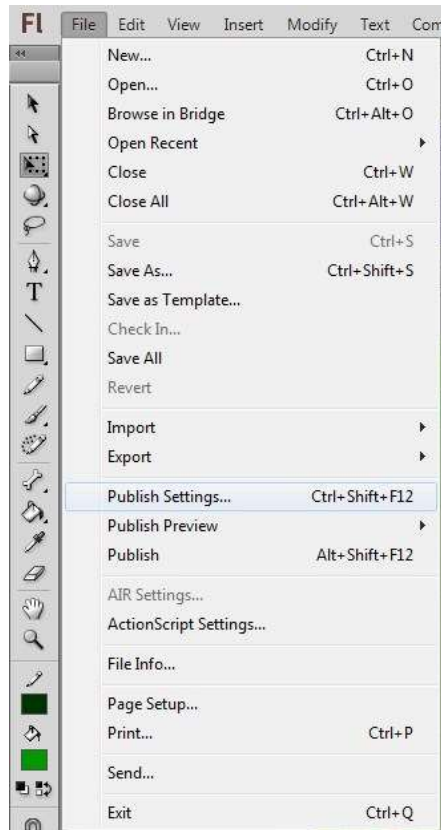 Fl File Edit View Insert Modify Text Com
New... Ctrl+N
Open... Ctrl+O
Browse in Bridge Ctrl+Alt+O
Open Recent
Close Ctrl+W
Close All Ctrl+Alt+W
Save Ctrl+S
Save As... Ctrl+Shift+S
Save as Template...
Check In...
Save All
Revert
Import
Export
Publish Settings... Ctrl+Shift+F12
Publish Preview
Publish Alt+Shift+F12
AIR Settings...
ActionScript Settings...
File Info...
Page Setup...
Print... Ctrl+P
Send...
Exit Ctrl+Q
T